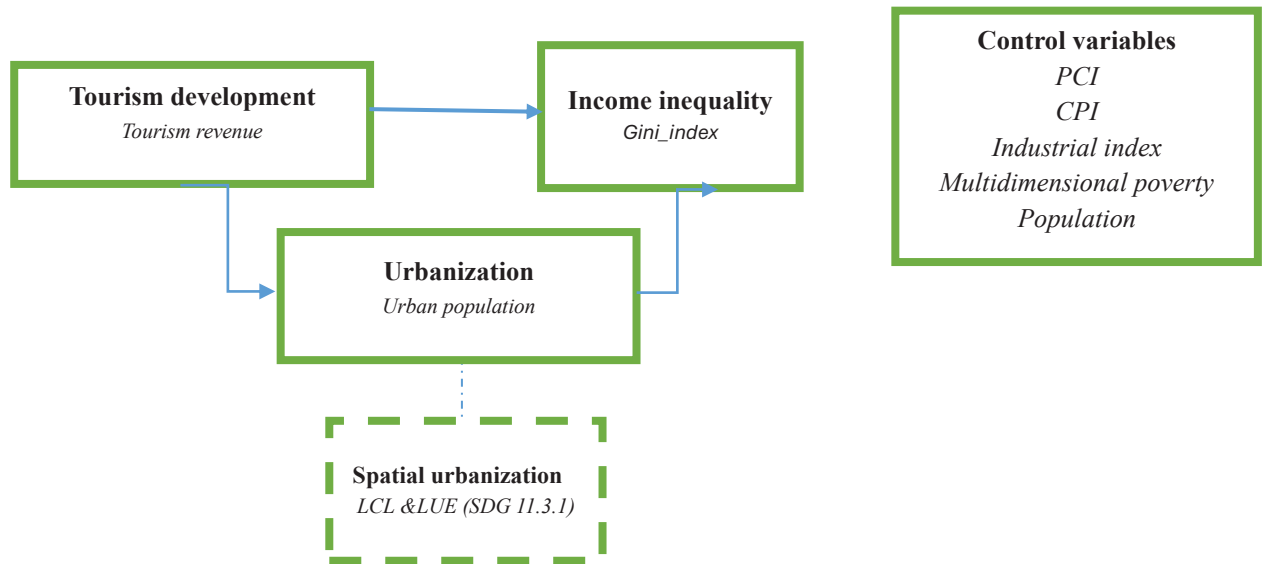 Tourism development
Tourism revenue
Income inequality
Gini_index
Control variables
PCI
CPI
Industrial index
Multidimensional poverty
Population
Urbanization
Urban population
Spatial urbanization
LCL &LUE (SDG 11.3.1)